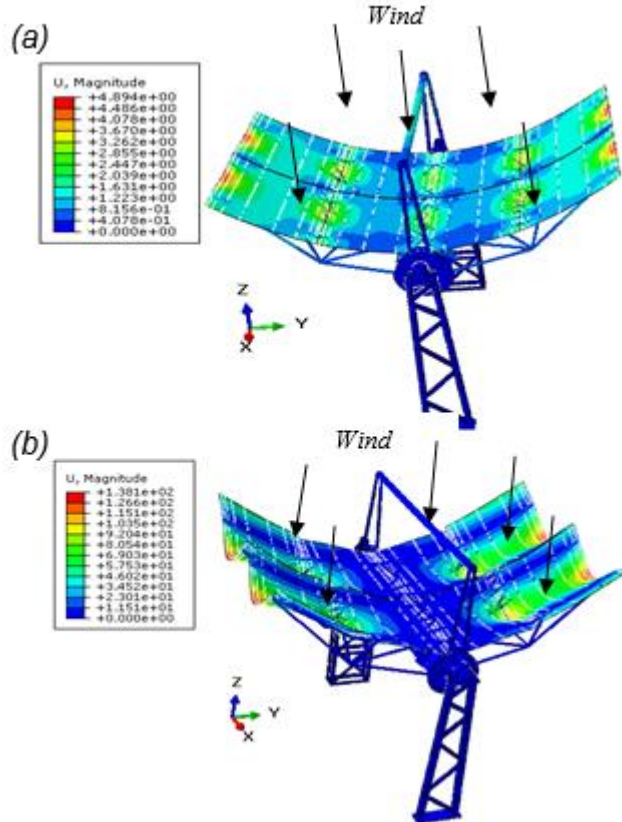 (a)
Wind
U, Magnitude
+4.894e+00
+4.486e+00
+4.078e+00
+3.670e+00
+3.262e+00
+2.855e+00
+2.447e+00
+2.039e+00
+1.631e+00
+1.223e+00
+8.156e-01
+4.078e-01
+0.000e+00
Z
Y
X
(b)
Wind
U, Magnitude
+1.381e+02
+1.266e+02
+1.151e+02
+1.035e+02
+9.204e+01
+8.054e+01
+6.903e+01
+5.753e+01
+4.602e+01
+3.452e+01
+2.301e+01
+1.151e+01
+0.000e+00
Z
Y
X